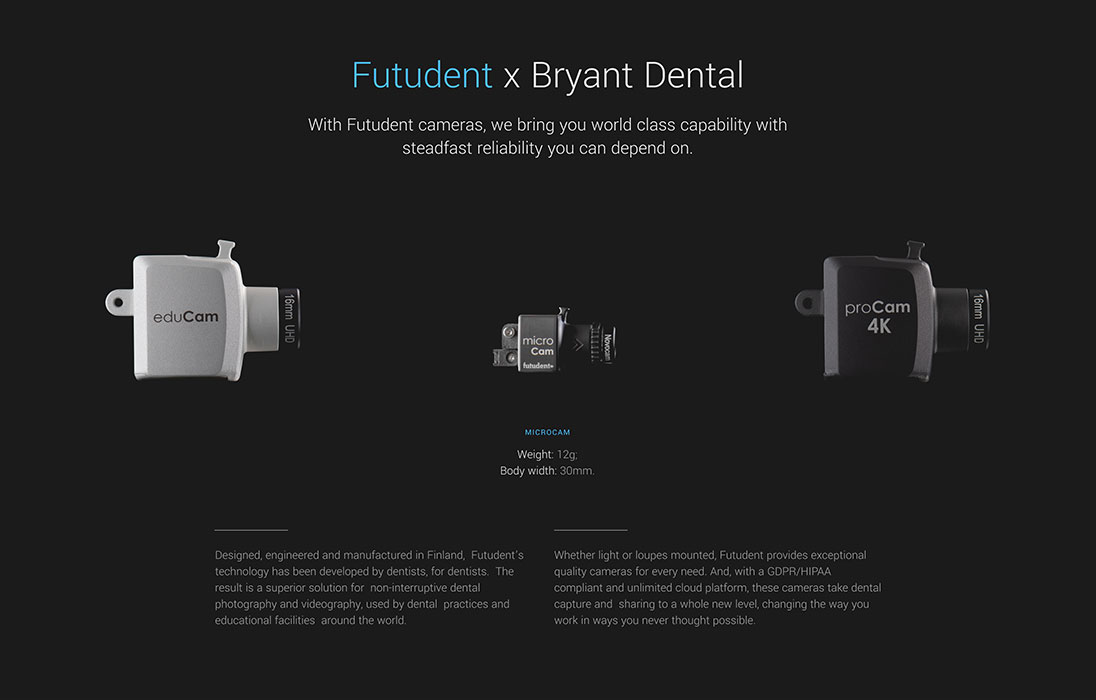 Futudent x Bryant Dental
With Futudent cameras, we bring you world class capability with
steadfast reliability you can depend on.
eduCam
16mm UHD
micro
Cam
futudent
Novocam
proCam
4K
16mm UHD
MICROCAM
Weight: 12g;
Body width: 30mm.
Designed, engineered and manufactured in Finland,  Futudent's
technology has been developed by dentists, for dentists.  The
result is a superior solution for  non-interruptive dental
photography and videography, used by dental  practices and
educational facilities  around the world.
Whether light or loupes mounted, Futudent provides exceptional
quality cameras for every need. And, with a GDPR/HIPAA
compliant and unlimited cloud platform, these cameras take dental
capture and  sharing to a whole new level, changing the way you
work in ways you never thought possible.